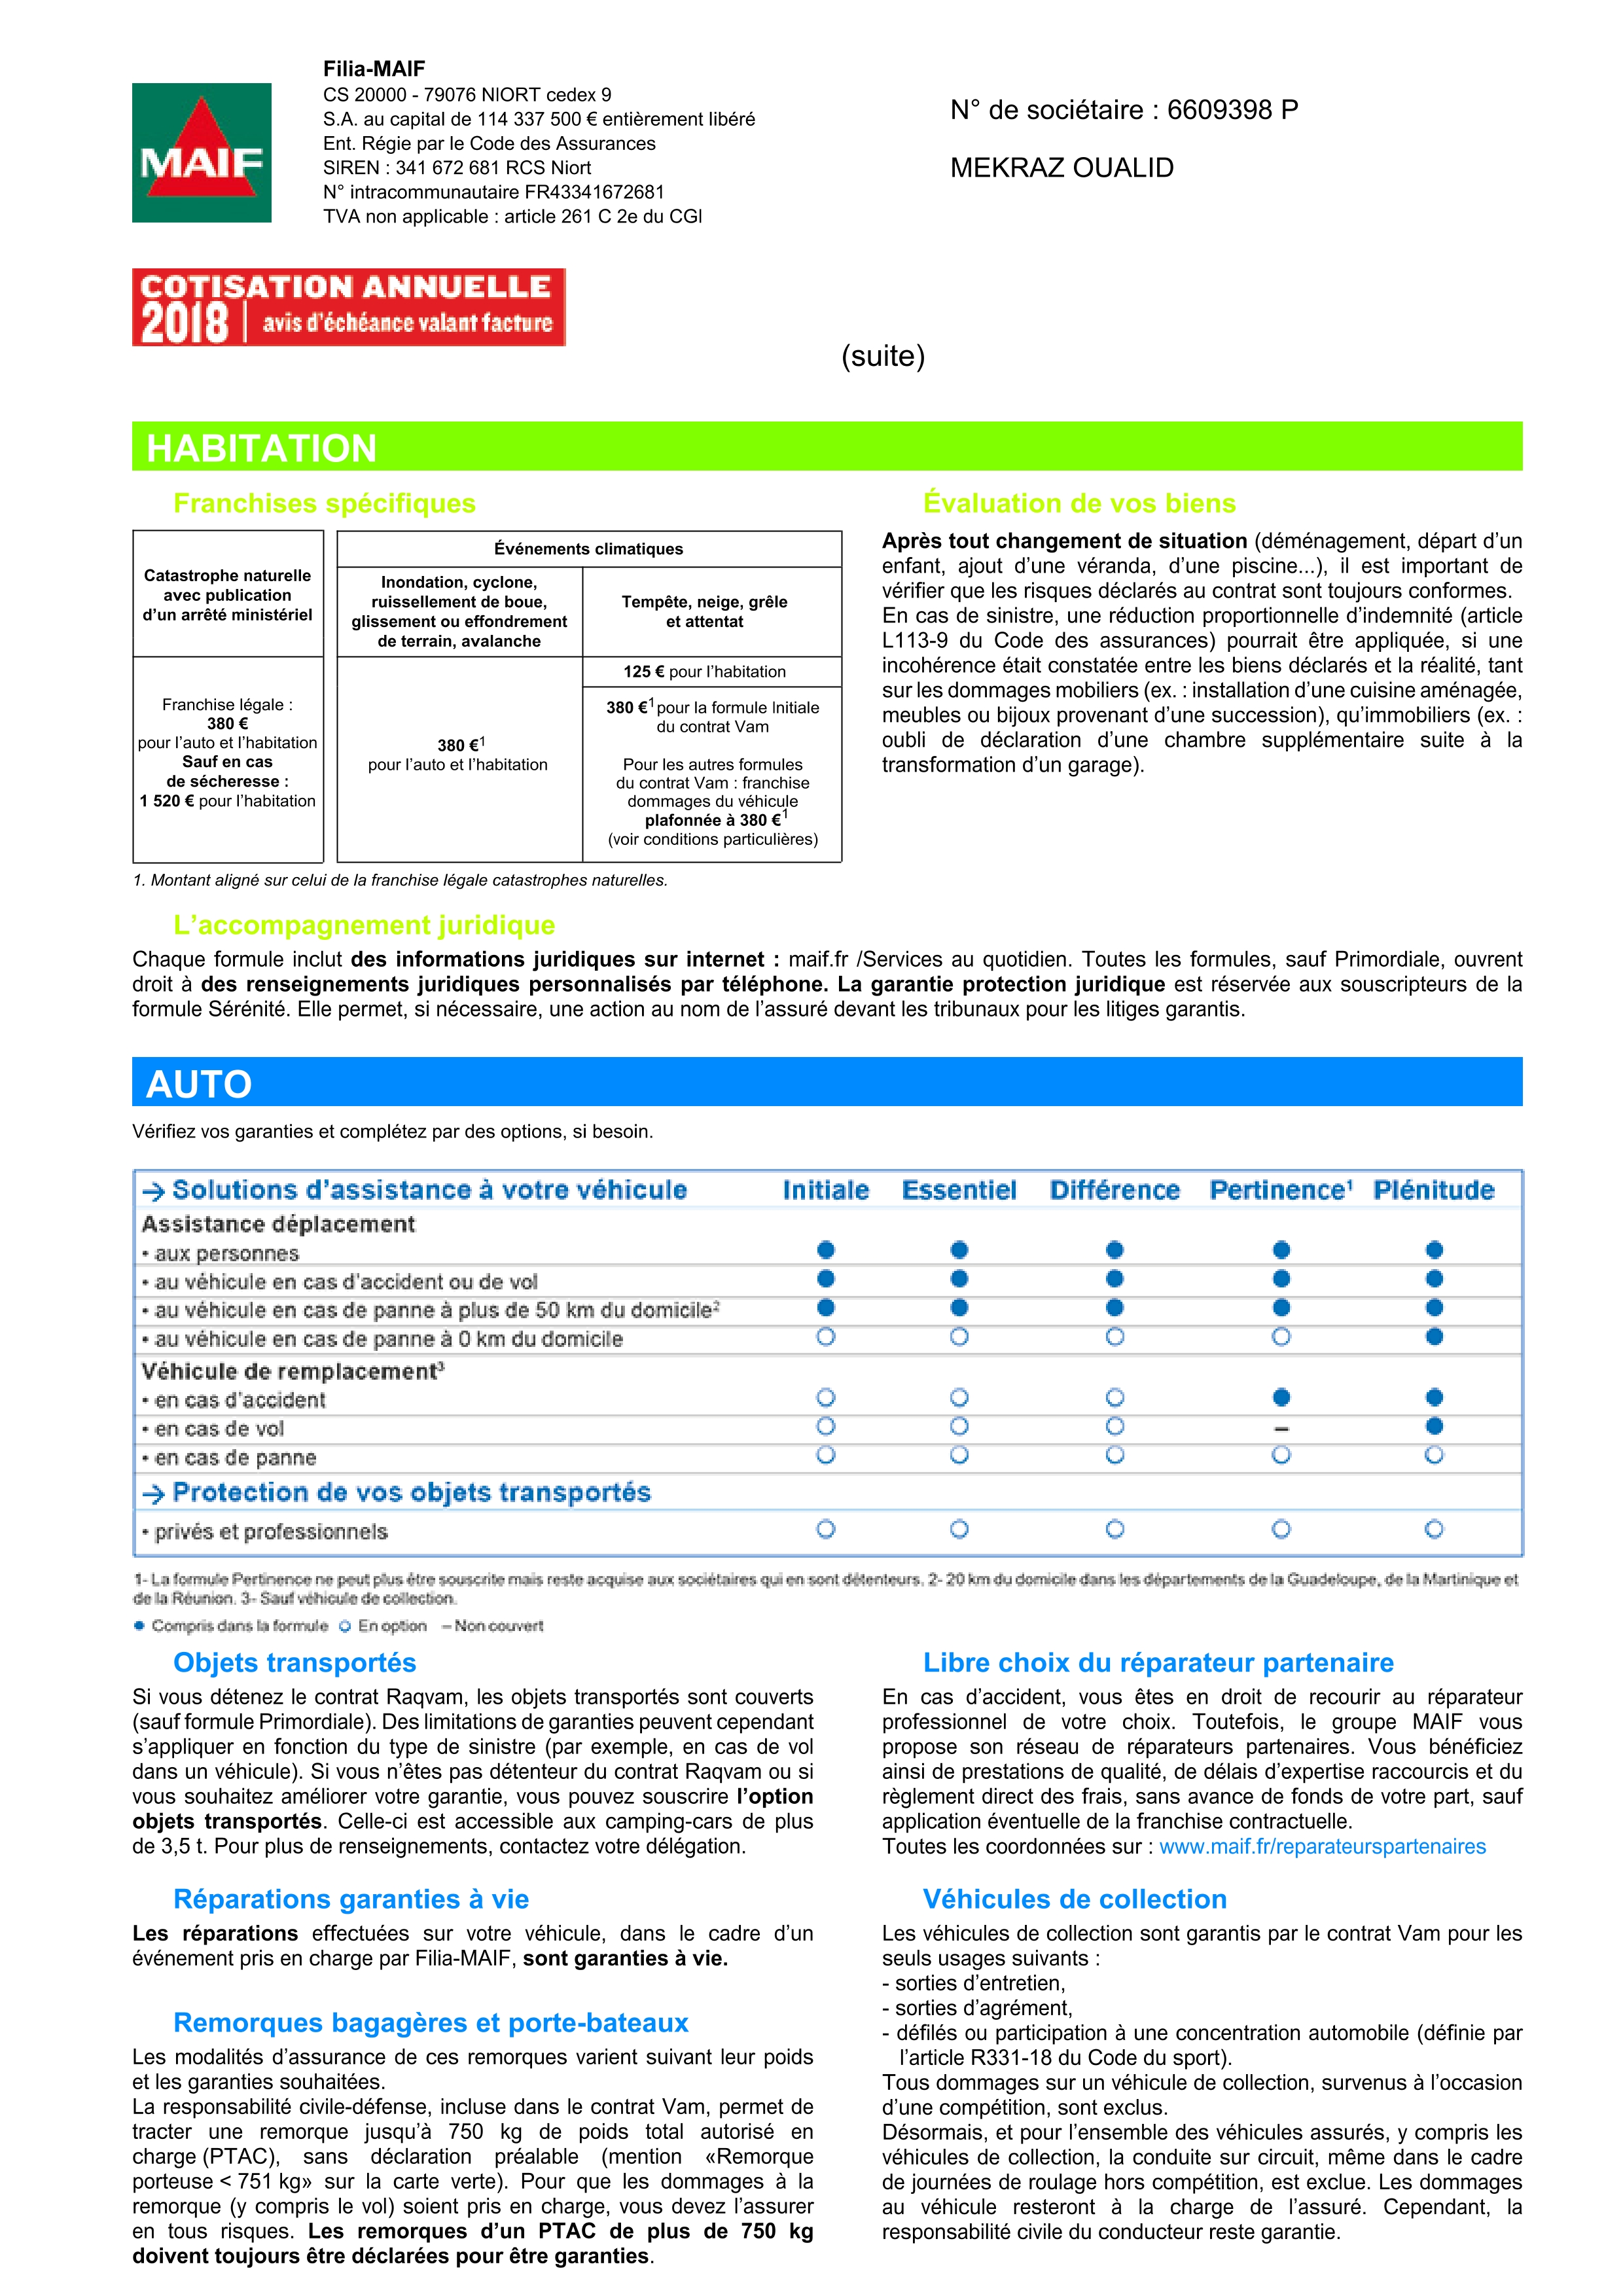 MAIF
Filia-MAIF
CS 20000 - 79076 NIORT cedex 9
S.A. au capital de 114 337 500 € entièrement libéré
Ent. Régie par le Code des Assurances
SIREN : 341 672 681 RCS Niort
N° intracommunautaire FR43341672681
TVA non applicable : article 261 C 2e du CGI
N° de sociétaire : 6609398 P
MEKRAZ OUALID
COTISATION ANNUELLE
2018 | avis d'échéance valant facture
(suite)
HABITATION
Franchises spécifiques
Catastrophe naturelle
avec publication
d'un arrêté ministériel
Événements climatiques
Inondation, cyclone,
ruissellement de boue,
glissement ou effondrement
de terrain, avalanche
Tempête, neige, grêle
et attentat
Franchise légale :
380 €
pour l'auto et l'habitation
Sauf en cas
de sécheresse :
1 520 € pour l'habitation
380 €1
pour l'auto et l'habitation
125 € pour l'habitation
380 €1 pour la formule Initiale
du contrat Vam
Pour les autres formules
du contrat Vam : franchise
dommages du véhicule
plafonnée à 380 €1
(voir conditions particulières)
1. Montant aligné sur celui de la franchise légale catastrophes naturelles.
Évaluation de vos biens
Après tout changement de situation (déménagement, départ d'un
enfant, ajout d'une véranda, d'une piscine...), il est important de
vérifier que les risques déclarés au contrat sont toujours conformes.
En cas de sinistre, une réduction proportionnelle d'indemnité (article
L113-9 du Code des assurances) pourrait être appliquée, si une
incohérence était constatée entre les biens déclarés et la réalité, tant
sur les dommages mobiliers (ex. : installation d'une cuisine aménagée,
meubles ou bijoux provenant d'une succession), qu'immobiliers (ex. :
oubli de déclaration d'une chambre supplémentaire suite à la
transformation d'un garage).
L'accompagnement juridique
Chaque formule inclut des informations juridiques sur internet : maif.fr /Services au quotidien. Toutes les formules, sauf Primordiale, ouvrent
droit à des renseignements juridiques personnalisés par téléphone. La garantie protection juridique est réservée aux souscripteurs de la
formule Sérénité. Elle permet, si nécessaire, une action au nom de l'assuré devant les tribunaux pour les litiges garantis.
AUTO
Vérifiez vos garanties et complétez par des options, si besoin.
→ Solutions d'assistance à votre véhicule Initiale Essentiel Différence Pertinence¹ Plénitude
Assistance déplacement
• aux personnes ● ● ● ● ●
• au véhicule en cas d'accident ou de vol ● ● ● ● ●
• au véhicule en cas de panne à plus de 50 km du domicile² ● ● ● ● ●
• au véhicule en cas de panne à 0 km du domicile ○ ○ ○ ○ ●
Véhicule de remplacement³
• en cas d'accident ○ ○ ○ ● ●
• en cas de vol ○ ○ ○ – ●
• en cas de panne ○ ○ ○ ○ ○
→ Protection de vos objets transportés
• privés et professionnels ○ ○ ○ ○ ○
1- La formule Pertinence ne peut plus être souscrite mais reste acquise aux sociétaires qui en sont détenteurs. 2- 20 km du domicile dans les départements de la Guadeloupe, de la Martinique et
de la Réunion. 3- Sauf véhicule de collection.
● Compris dans la formule ○ En option – Non couvert
Objets transportés
Si vous détenez le contrat Raqvam, les objets transportés sont couverts
(sauf formule Primordiale). Des limitations de garanties peuvent cependant
s'appliquer en fonction du type de sinistre (par exemple, en cas de vol
dans un véhicule). Si vous n'êtes pas détenteur du contrat Raqvam ou si
vous souhaitez améliorer votre garantie, vous pouvez souscrire l'option
objets transportés. Celle-ci est accessible aux camping-cars de plus
de 3,5 t. Pour plus de renseignements, contactez votre délégation.
Réparations garanties à vie
Les réparations effectuées sur votre véhicule, dans le cadre d'un
événement pris en charge par Filia-MAIF, sont garanties à vie.
Remorques bagagères et porte-bateaux
Les modalités d'assurance de ces remorques varient suivant leur poids
et les garanties souhaitées.
La responsabilité civile-défense, incluse dans le contrat Vam, permet de
tracter une remorque jusqu'à 750 kg de poids total autorisé en
charge (PTAC), sans déclaration préalable (mention «Remorque
porteuse < 751 kg» sur la carte verte). Pour que les dommages à la
remorque (y compris le vol) soient pris en charge, vous devez l'assurer
en tous risques. Les remorques d'un PTAC de plus de 750 kg
doivent toujours être déclarées pour être garanties.
Libre choix du réparateur partenaire
En cas d'accident, vous êtes en droit de recourir au réparateur
professionnel de votre choix. Toutefois, le groupe MAIF vous
propose son réseau de réparateurs partenaires. Vous bénéficiez
ainsi de prestations de qualité, de délais d'expertise raccourcis et du
règlement direct des frais, sans avance de fonds de votre part, sauf
application éventuelle de la franchise contractuelle.
Toutes les coordonnées sur : www.maif.fr/reparateurspartenaires
Véhicules de collection
Les véhicules de collection sont garantis par le contrat Vam pour les
seuls usages suivants :
- sorties d'entretien,
- sorties d'agrément,
- défilés ou participation à une concentration automobile (définie par
l'article R331-18 du Code du sport).
Tous dommages sur un véhicule de collection, survenus à l'occasion
d'une compétition, sont exclus.
Désormais, et pour l'ensemble des véhicules assurés, y compris les
véhicules de collection, la conduite sur circuit, même dans le cadre
de journées de roulage hors compétition, est exclue. Les dommages
au véhicule resteront à la charge de l'assuré. Cependant, la
responsabilité civile du conducteur reste garantie.